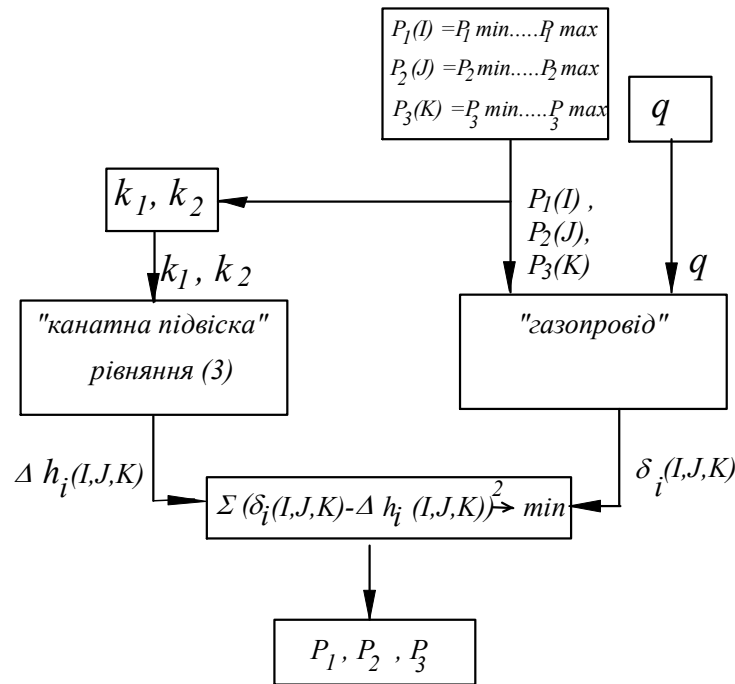 P₁(I) =P₁ min.....P₁ max
P₂(J) =P₂ min.....P₂ max
P₃(K) =P₃ min.....P₃ max
q
k₁, k₂
P₁(I) ,
P₂(J),
P₃(K)
k₁, k₂
q
"канатна підвіска"
рівняння (3)
"газопровід"
Δ hᵢ(I,J,K)
δᵢ(I,J,K)
Σ (δᵢ(I,J,K)-Δ hᵢ (I,J,K))² → min
P₁ , P₂ , P₃